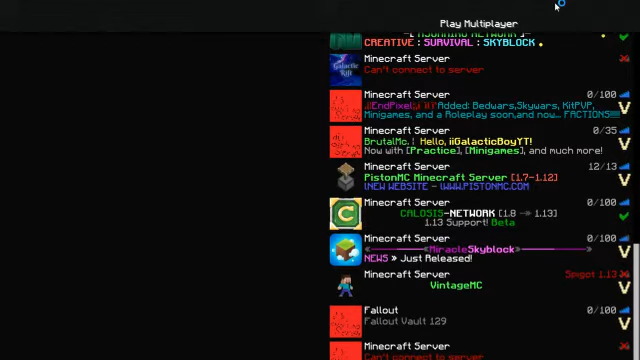 Play Multiplayer
CREATIVE : SURVIVAL : SKYBLOCK
Minecraft Server
Can't connect to server
Minecraft Server 0/100
Added: Bedwars,Skywars, KitPVP,
Minigames, and a Roleplay soon,and now... FACTIONS!!!!
Minecraft Server 0/35
BrutalMc, ¦ Hello, iiGalacticBoyYT!
Now with [Practice], [Minigames], and much more!
Minecraft Server 12/13
PistonMC Minecraft Server [1.7-1.12]
NEW WEBSITE - WWW.PISTONMC.COM
Minecraft Server 0/100
CALOSIS-NETWORK [1.8 → 1.13]
1.13 Support! Beta
Minecraft Server 0/100
MiracleSkyblock
NEWS » Just Released!
Minecraft Server Spigot 1.13
VintageMC
Fallout 0/100
Fallout Vault 129
Minecraft Server
Can't connect to server